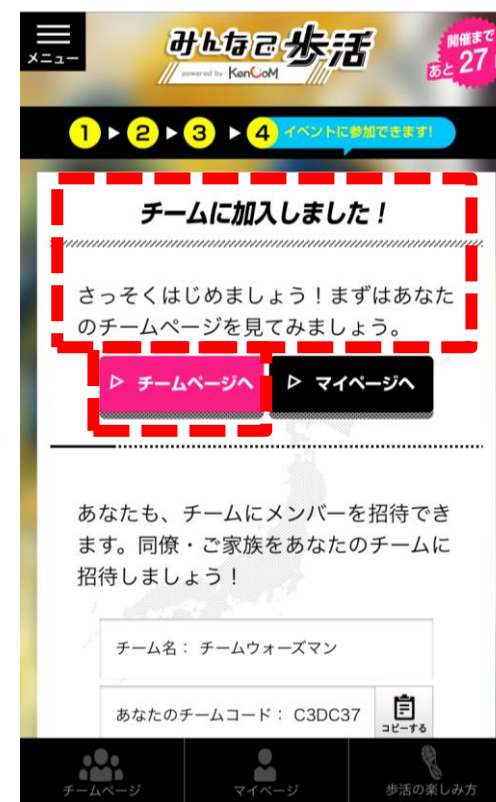 メニュー
みんなで歩活
powered by KenCoM
開催まで
あと27
1 ▶ 2 ▶ 3 ▶ 4 イベントに参加できます!
チームに加入しました!
さっそくはじめましょう!まずはあなた
のチームページを見てみましょう。
▷ チームページへ ▷ マイページへ
あなたも、チームにメンバーを招待でき
ます。同僚・ご家族をあなたのチームに
招待しましょう!
チーム名： チームウォーズマン
あなたのチームコード： C3DC37
コピーする
チームページ マイページ 歩活の楽しみ方